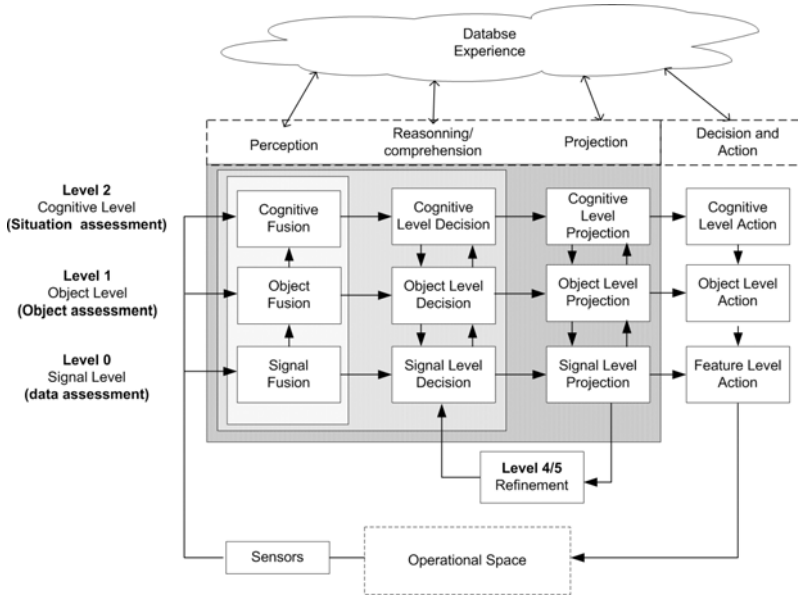 Databse
Experience
Perception
Reasonning/
comprehension
Projection
Decision and
Action
Level 2
Cognitive Level
(Situation assessment)
Cognitive
Fusion
Cognitive
Level Decision
Cognitive
Level
Projection
Cognitive
Level Action
Level 1
Object Level
(Object assessment)
Object
Fusion
Object Level
Decision
Object Level
Projection
Object Level
Action
Level 0
Signal Level
(data assessment)
Signal
Fusion
Signal Level
Decision
Signal Level
Projection
Feature Level
Action
Level 4/5
Refinement
Sensors
Operational Space